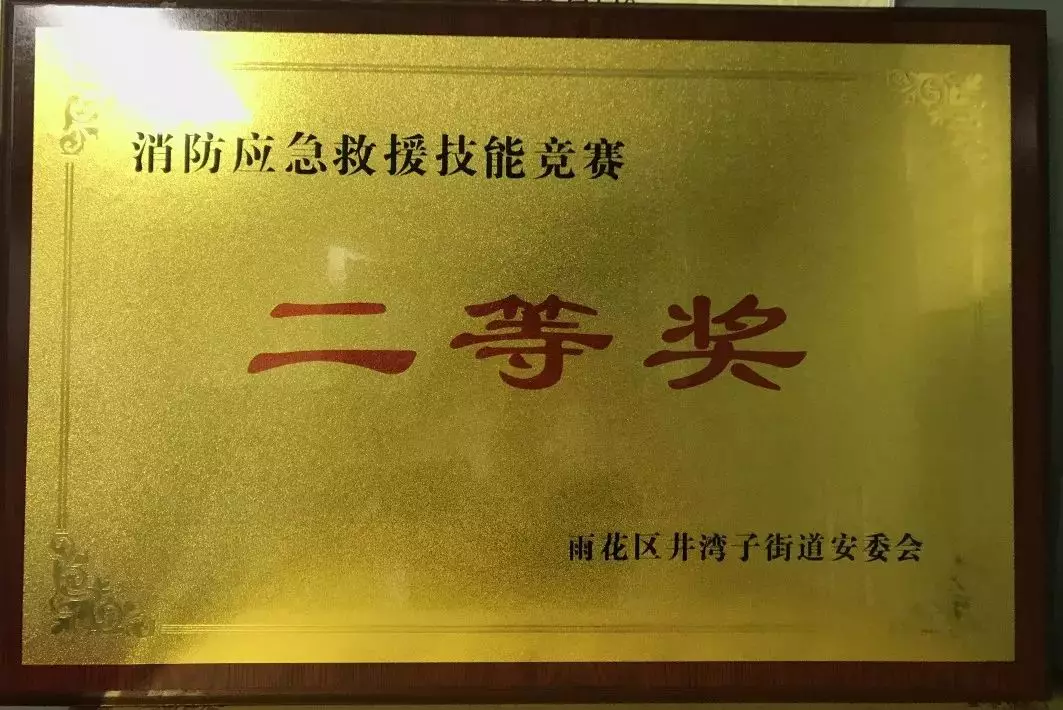 消防应急救援技能竞赛
二等奖
雨花区井湾子街道安委会